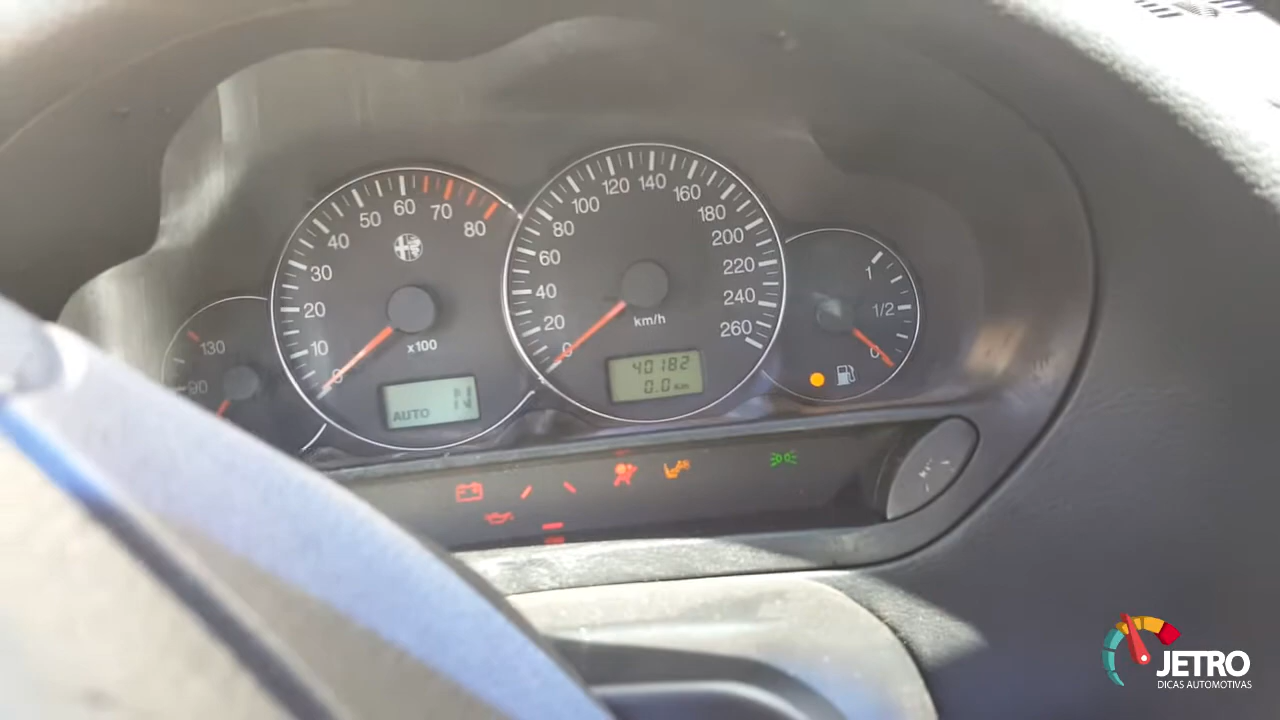 130
90
0 10 20 30 40 50 60 70 80
x100
AUTO
0 20 40 60 80 100 120 140 160 180 200 220 240 260
km/h
40182
0.0 Km
1
1/2
0
JETRO
DICAS AUTOMOTIVAS